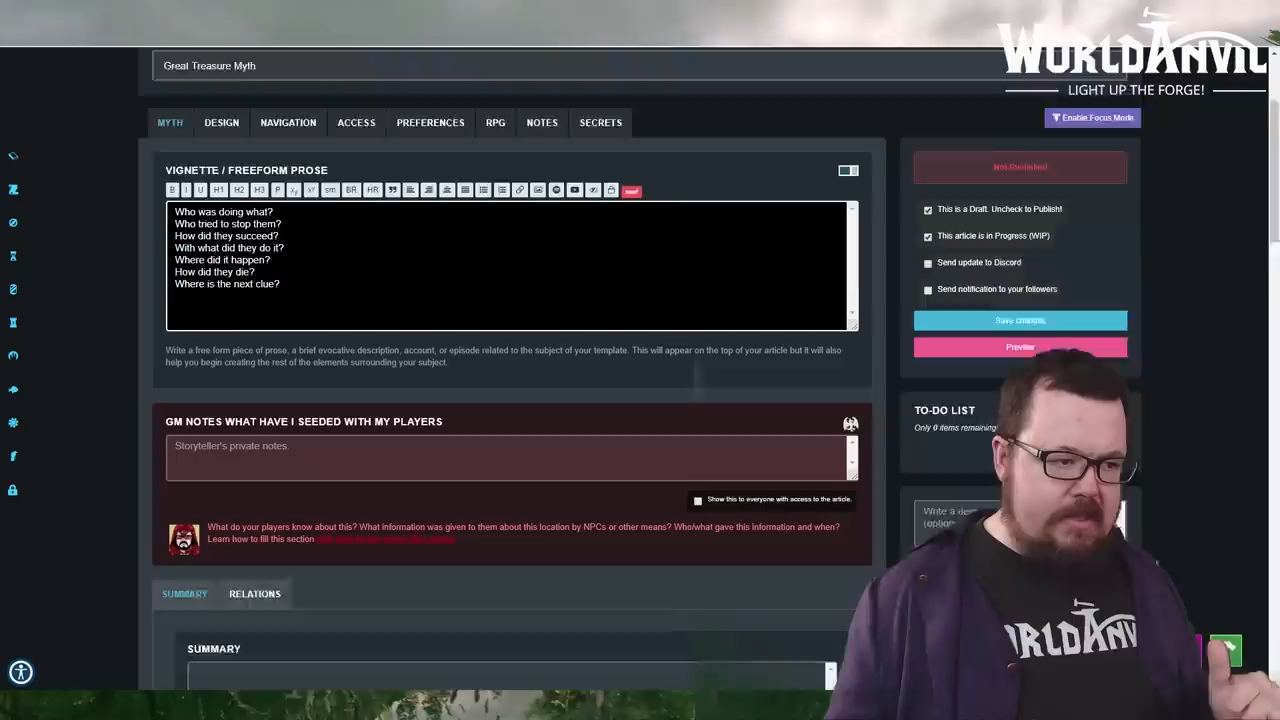 WORLDANVIL
LIGHT UP THE FORGE!
Great Treasure Myth
MYTH DESIGN NAVIGATION ACCESS PREFERENCES RPG NOTES SECRETS
Enable Focus Mode
VIGNETTE / FREEFORM PROSE
B I U H1 H2 H3 P sm BR HR
Who was doing what?
Who tried to stop them?
How did they succeed?
With what did they do it?
Where did it happen?
How did they die?
Where is the next clue?
Write a free form piece of prose, a brief evocative description, account, or episode related to the subject of your template. This will appear on the top of your article but it will also
help you begin creating the rest of the elements surrounding your subject.
Not Published
This is a Draft. Uncheck to Publish!
This article is in Progress (WIP)
Send update to Discord
Send notification to your followers
Save changes
Preview
TO-DO LIST
Only 0 items remaining
Write a
(option
GM NOTES WHAT HAVE I SEEDED WITH MY PLAYERS
Storyteller's private notes.
Show this to everyone with access to the article.
What do your players know about this? What information was given to them about this location by NPCs or other means? Who/what gave this information and when?
Learn how to fill this section
SUMMARY RELATIONS
SUMMARY
WORLDANVI